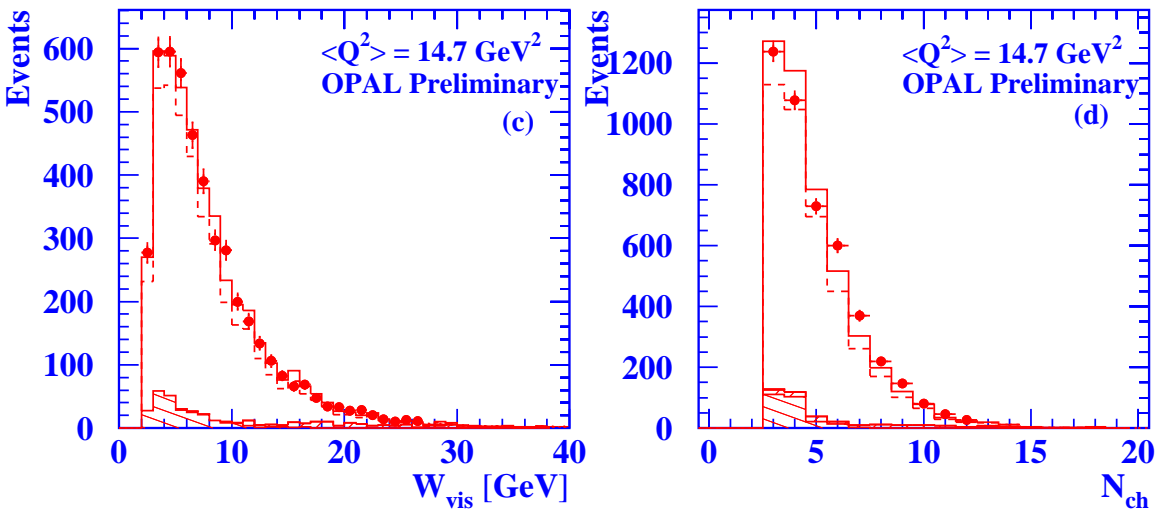 Events
600
500
400
300
200
100
0
<Q²> = 14.7 GeV²
OPAL Preliminary
(c)
0 10 20 30 40
W_vis [GeV]
Events
1200
1000
800
600
400
200
0
<Q²> = 14.7 GeV²
OPAL Preliminary
(d)
0 5 10 15 20
N_ch